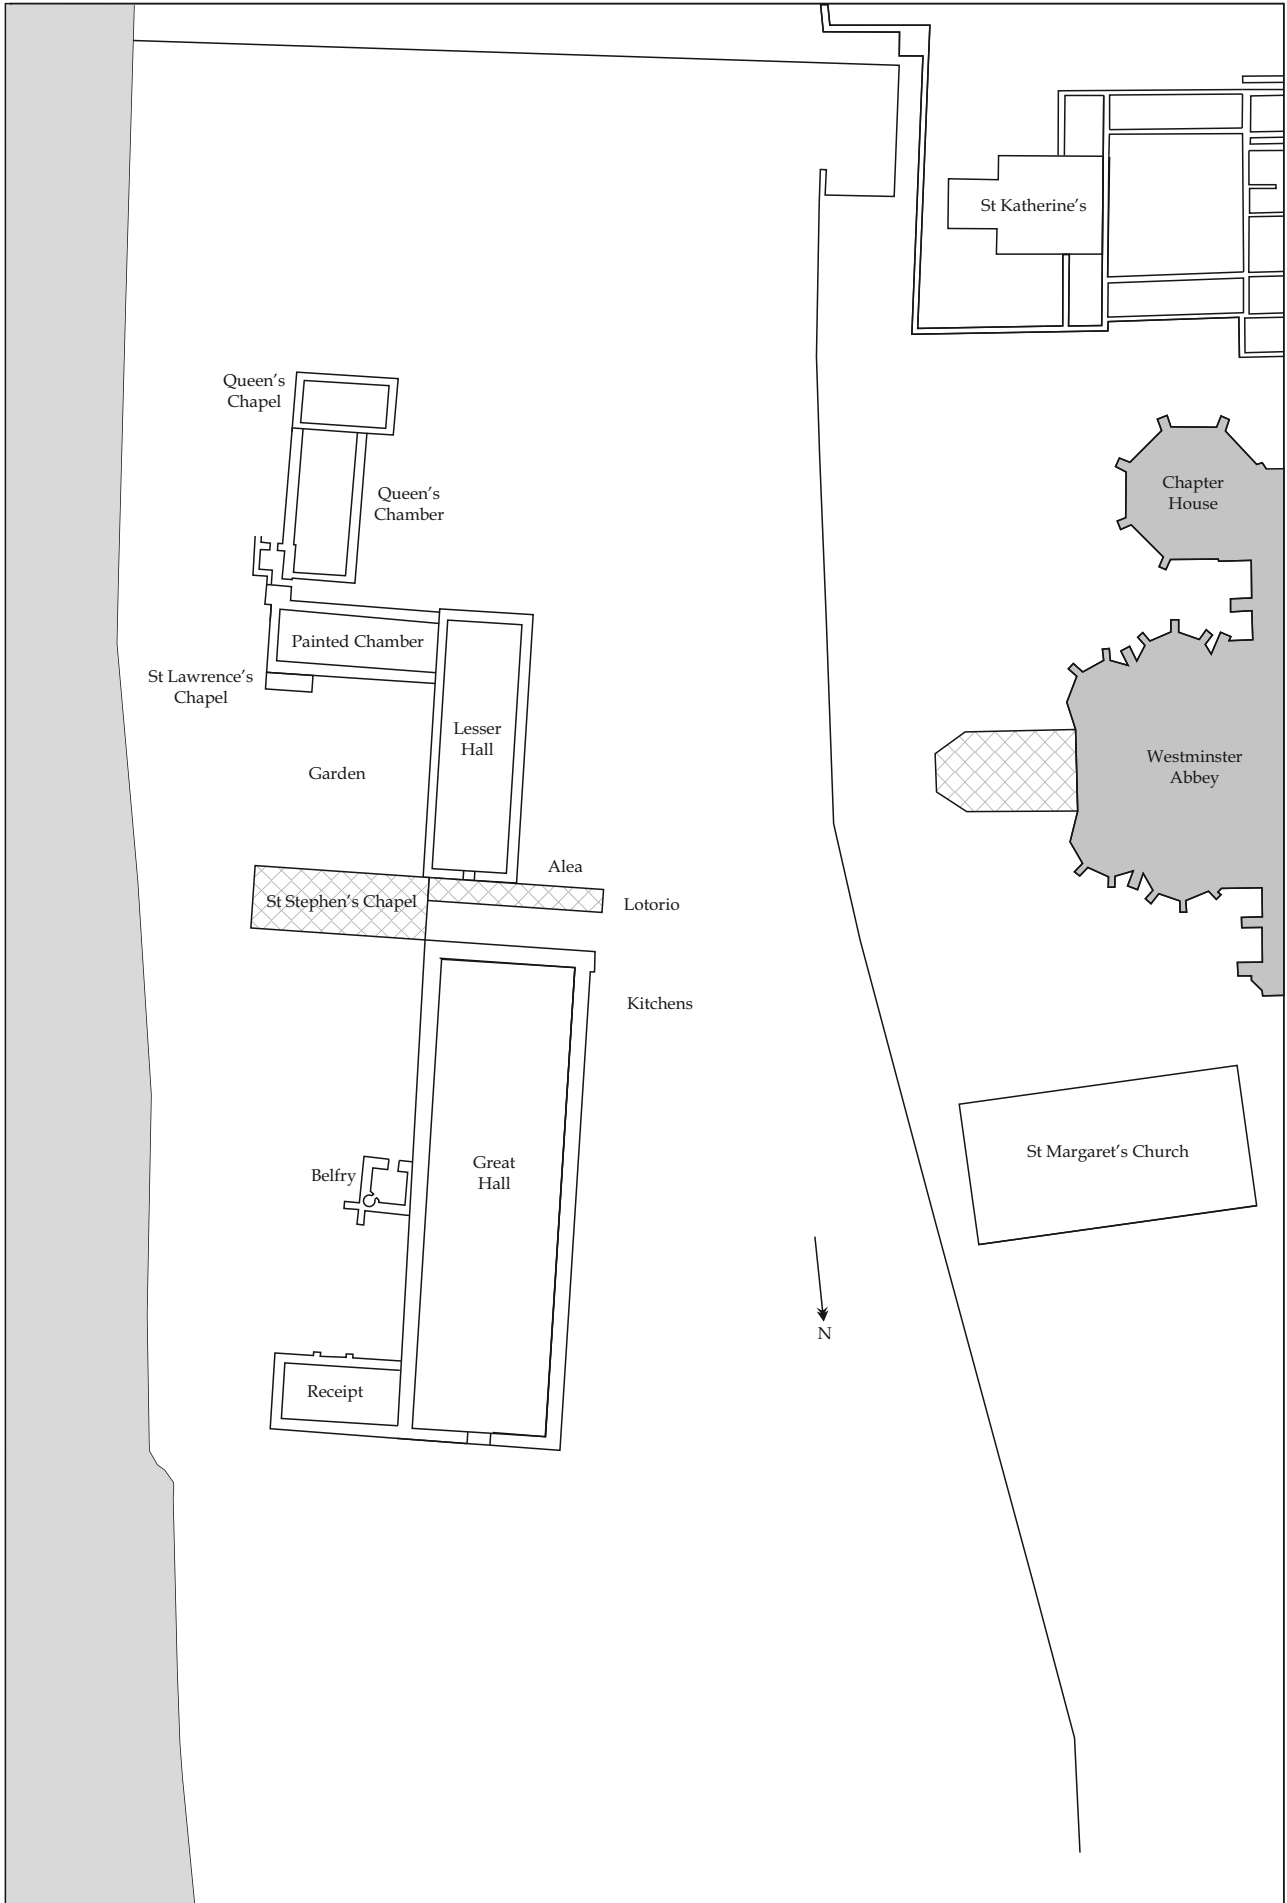 St Katherine's
Queen's
Chapel
Queen's
Chamber
Chapter
House
Painted Chamber
St Lawrence's
Chapel
Lesser
Hall
Garden
Westminster
Abbey
Alea
St Stephen's Chapel
Lotorio
Kitchens
St Margaret's Church
Great
Hall
Belfry
N
Receipt